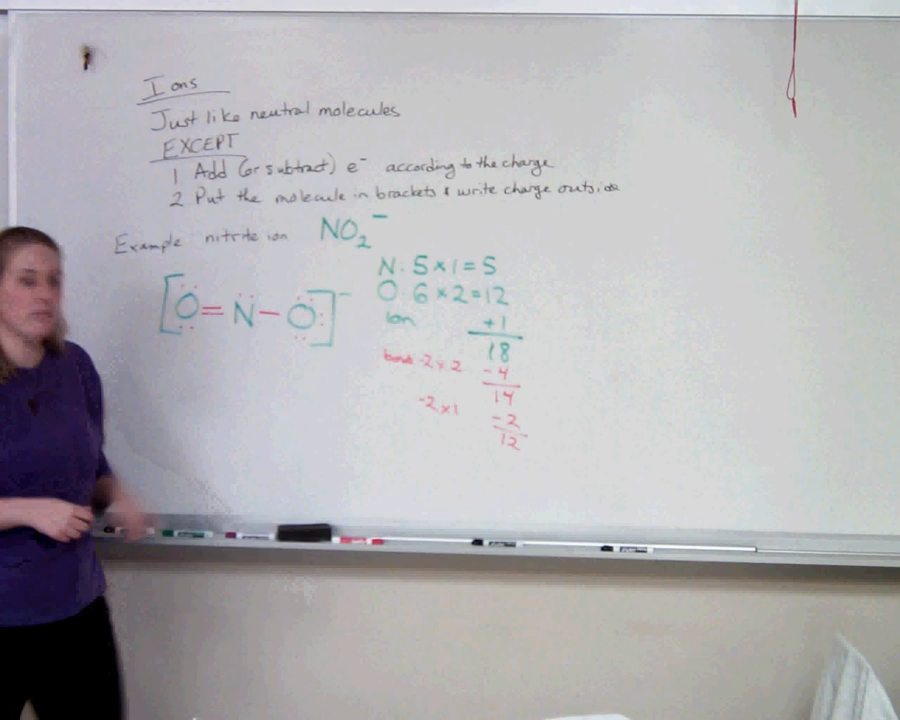 Ions
Just like neutral molecules
EXCEPT
1 Add (or subtract) e⁻ according to the charge
2 Put the molecule in brackets & write charge outside
Example nitrite ion NO₂⁻
[O=N-O]⁻
N: 5×1=5
O: 6×2=12
Ion +1
18
bonds -2×2 -4
14
-2×1 -2
12